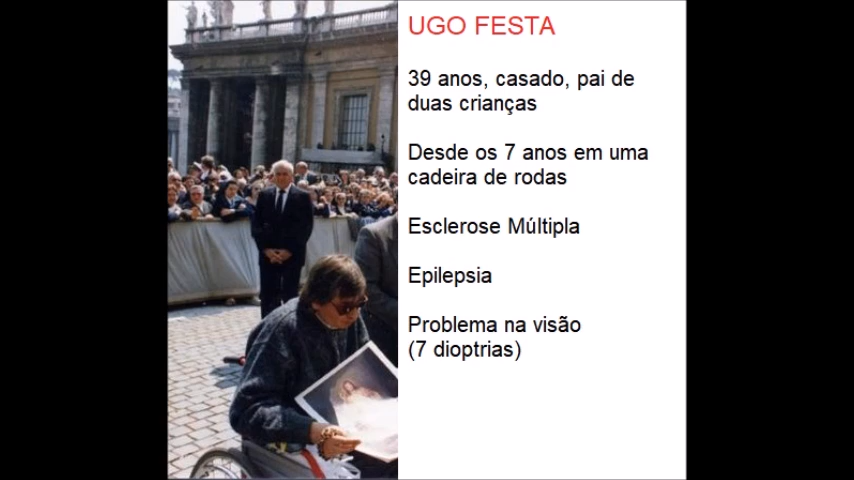 UGO FESTA
39 anos, casado, pai de
duas crianças
Desde os 7 anos em uma
cadeira de rodas
Esclerose Múltipla
Epilepsia
Problema na visão
(7 dioptrias)